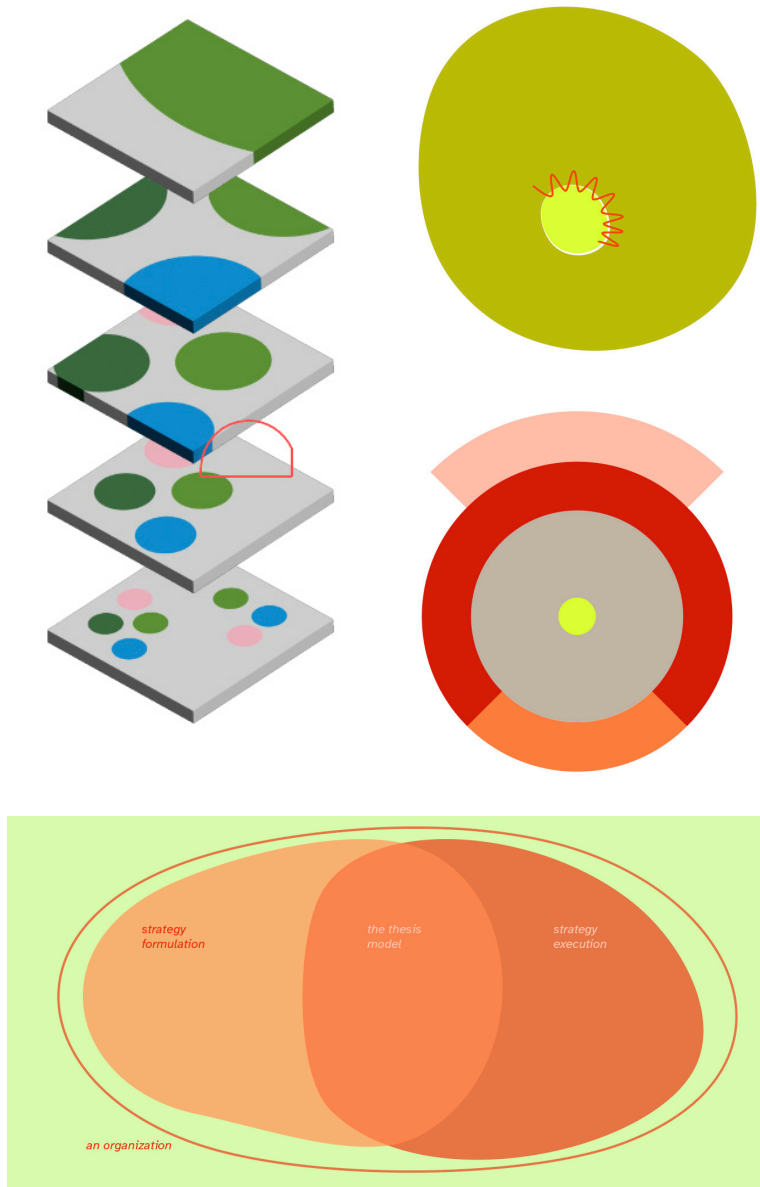 strategy
formulation
the thesis
model
strategy
execution
an organization